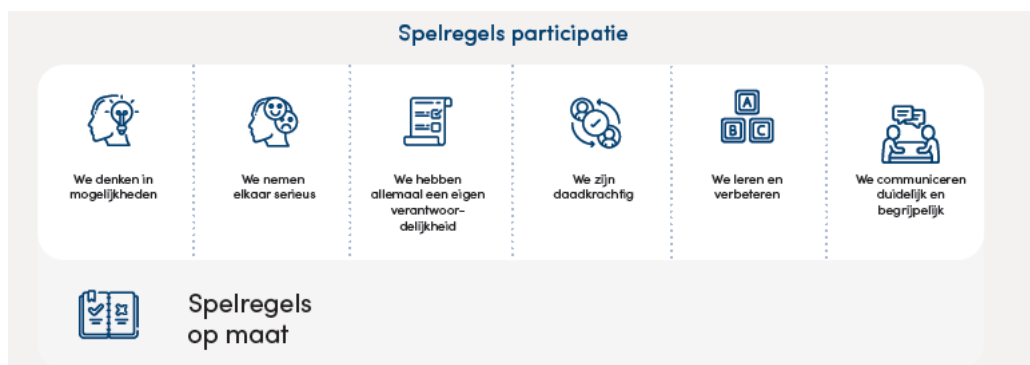 Spelregels participatie
We denken in
mogelijkheden
We nemen
elkaar serieus
We hebben
allemaal een eigen
verantwoor-
delijkheid
We zijn
daadkrachtig
A
B C
We leren en
verbeteren
We communiceren
duidelijk en
begrijpelijk
Spelregels
op maat